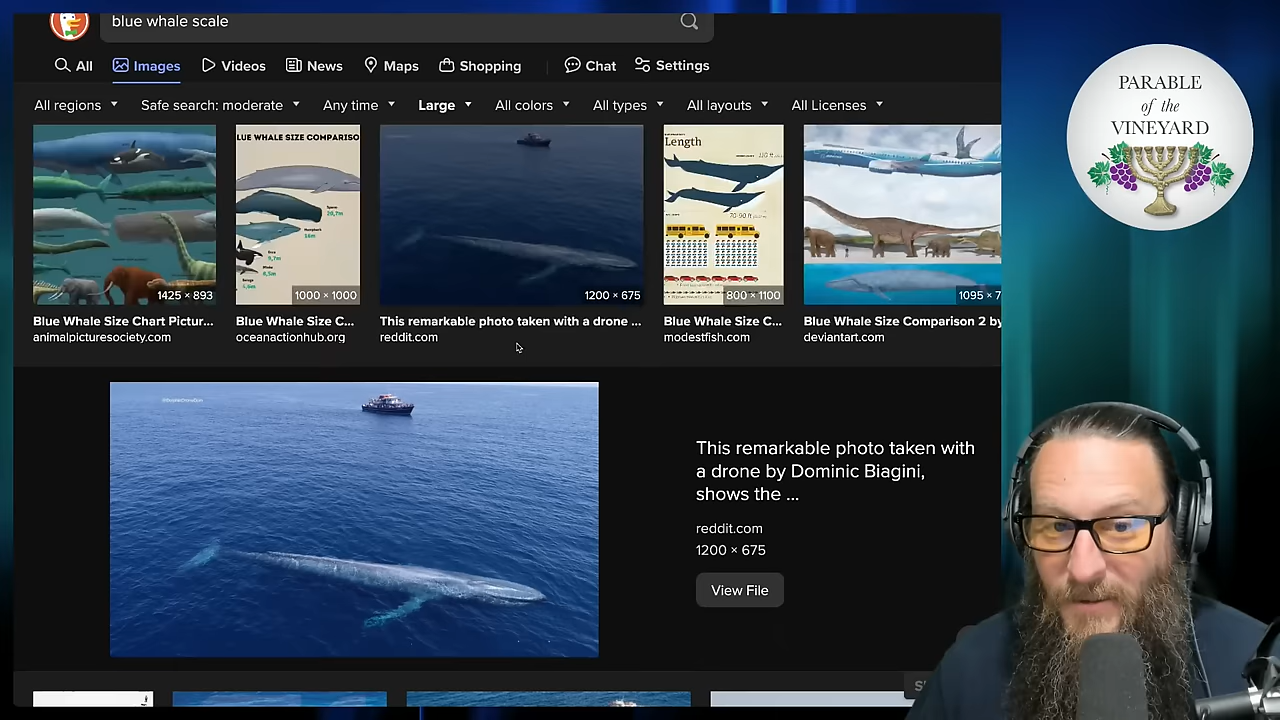 blue whale scale
All
Images
Videos
News
Maps
Shopping
Chat
Settings
All regions
Safe search: moderate
Any time
Large
All colors
All types
All layouts
All Licenses
PARABLE
of the
VINEYARD
LUE WHALE SIZE COMPARISO
Length
1425 × 893
1000 × 1000
1200 × 675
800 × 1100
1095 × 7
Blue Whale Size Chart Pictur...
Blue Whale Size C...
This remarkable photo taken with a drone ...
Blue Whale Size C...
Blue Whale Size Comparison 2 by
animalpicturesociety.com
oceanactionhub.org
reddit.com
modestfish.com
deviantart.com
This remarkable photo taken with
a drone by Dominic Biagini,
shows the ...
reddit.com
1200 × 675
View File